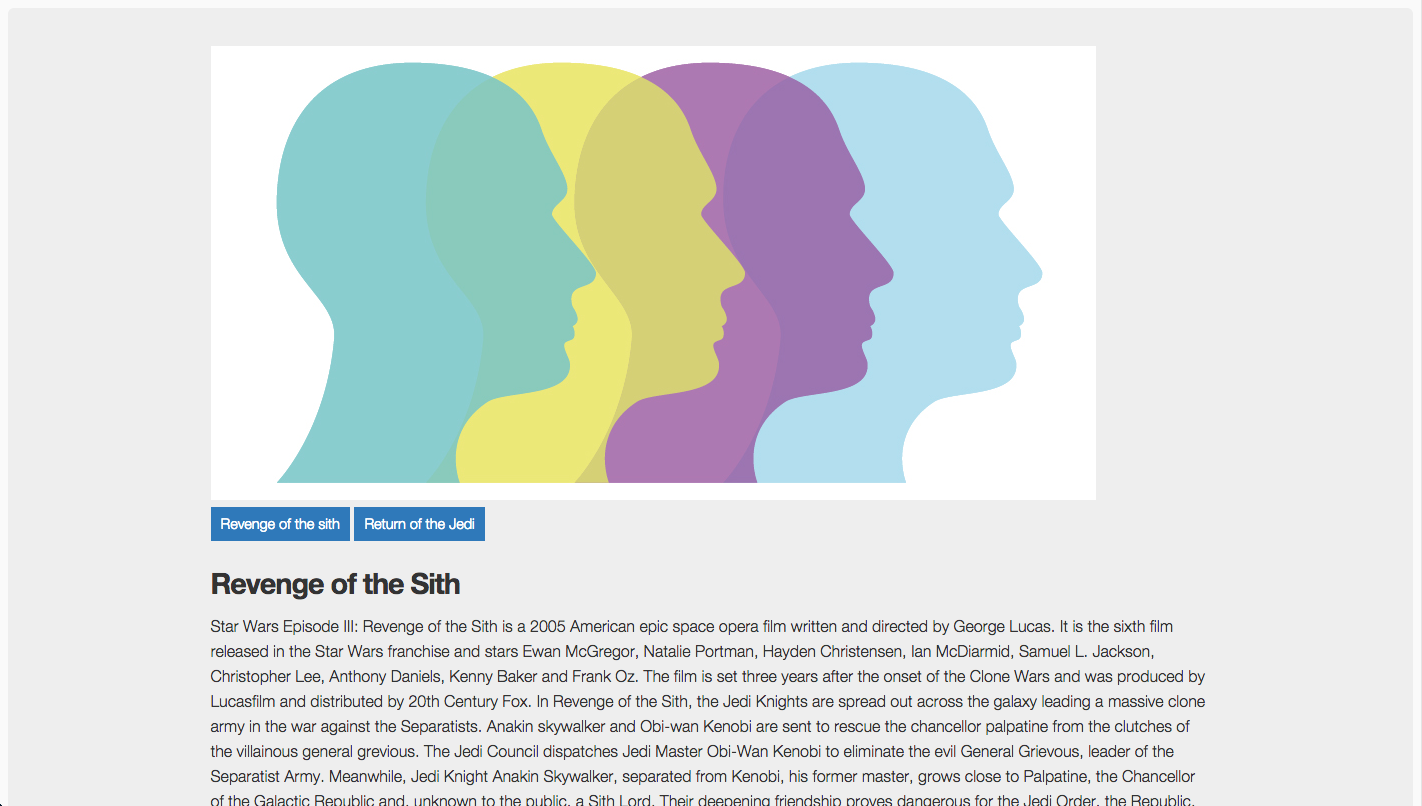 Revenge of the sith Return of the Jedi
Revenge of the Sith
Star Wars Episode III: Revenge of the Sith is a 2005 American epic space opera film written and directed by George Lucas. It is the sixth film
released in the Star Wars franchise and stars Ewan McGregor, Natalie Portman, Hayden Christensen, Ian McDiarmid, Samuel L. Jackson,
Christopher Lee, Anthony Daniels, Kenny Baker and Frank Oz. The film is set three years after the onset of the Clone Wars and was produced by
Lucasfilm and distributed by 20th Century Fox. In Revenge of the Sith, the Jedi Knights are spread out across the galaxy leading a massive clone
army in the war against the Separatists. Anakin skywalker and Obi-wan Kenobi are sent to rescue the chancellor palpatine from the clutches of
the villainous general grevious. The Jedi Council dispatches Jedi Master Obi-Wan Kenobi to eliminate the evil General Grievous, leader of the
Separatist Army. Meanwhile, Jedi Knight Anakin Skywalker, separated from Kenobi, his former master, grows close to Palpatine, the Chancellor
of the Galactic Republic and, unknown to the public, a Sith Lord. Their deepening friendship proves dangerous for the Jedi Order, the Republic,